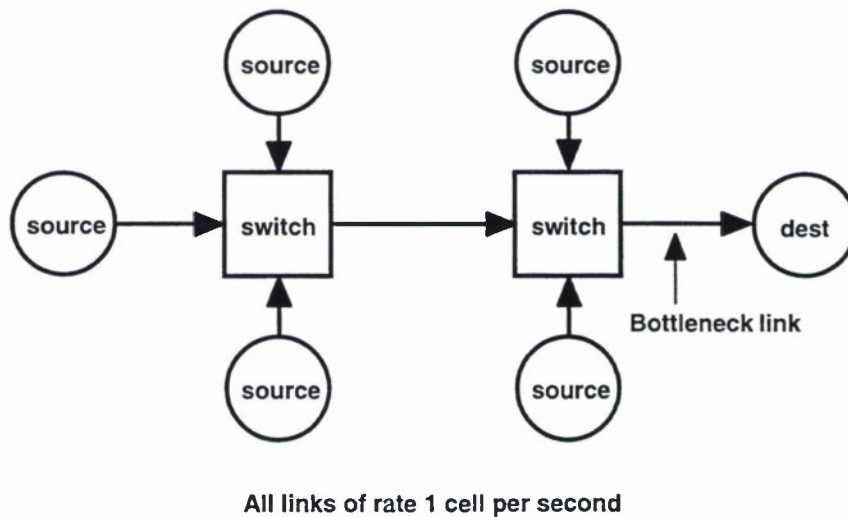 source
source
source
switch
switch
dest
Bottleneck link
source
source
All links of rate 1 cell per second